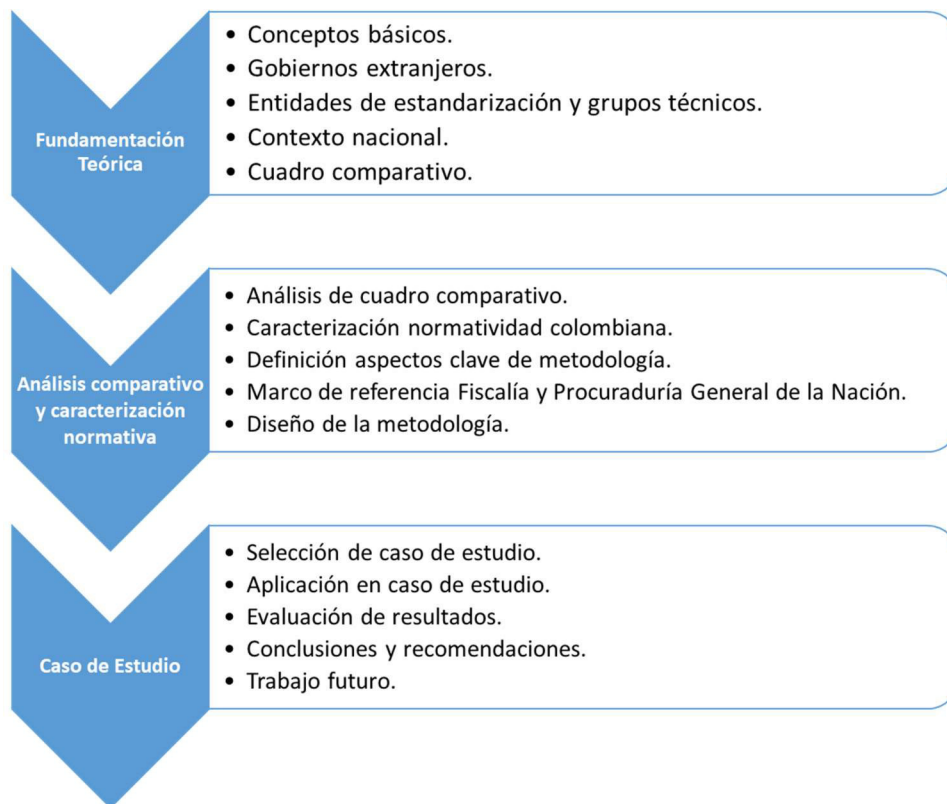 Fundamentación
Teórica
• Conceptos básicos.
• Gobiernos extranjeros.
• Entidades de estandarización y grupos técnicos.
• Contexto nacional.
• Cuadro comparativo.
Análisis comparativo
y caracterización
normativa
• Análisis de cuadro comparativo.
• Caracterización normatividad colombiana.
• Definición aspectos clave de metodología.
• Marco de referencia Fiscalía y Procuraduría General de la Nación.
• Diseño de la metodología.
Caso de Estudio
• Selección de caso de estudio.
• Aplicación en caso de estudio.
• Evaluación de resultados.
• Conclusiones y recomendaciones.
• Trabajo futuro.